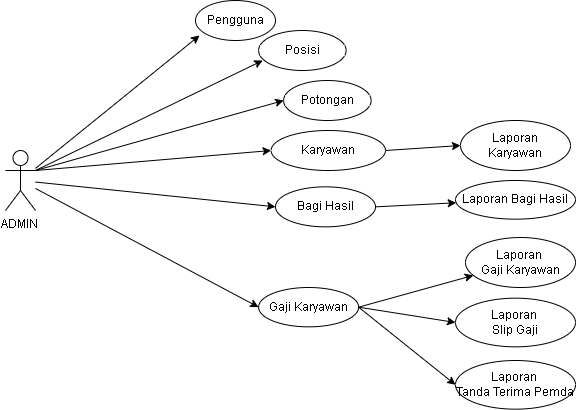 Pengguna
Posisi
Potongan
Karyawan
Laporan
Karyawan
ADMIN
Bagi Hasil
Laporan Bagi Hasil
Gaji Karyawan
Laporan
Gaji Karyawan
Laporan
Slip Gaji
Laporan
Tanda Terima Pemda